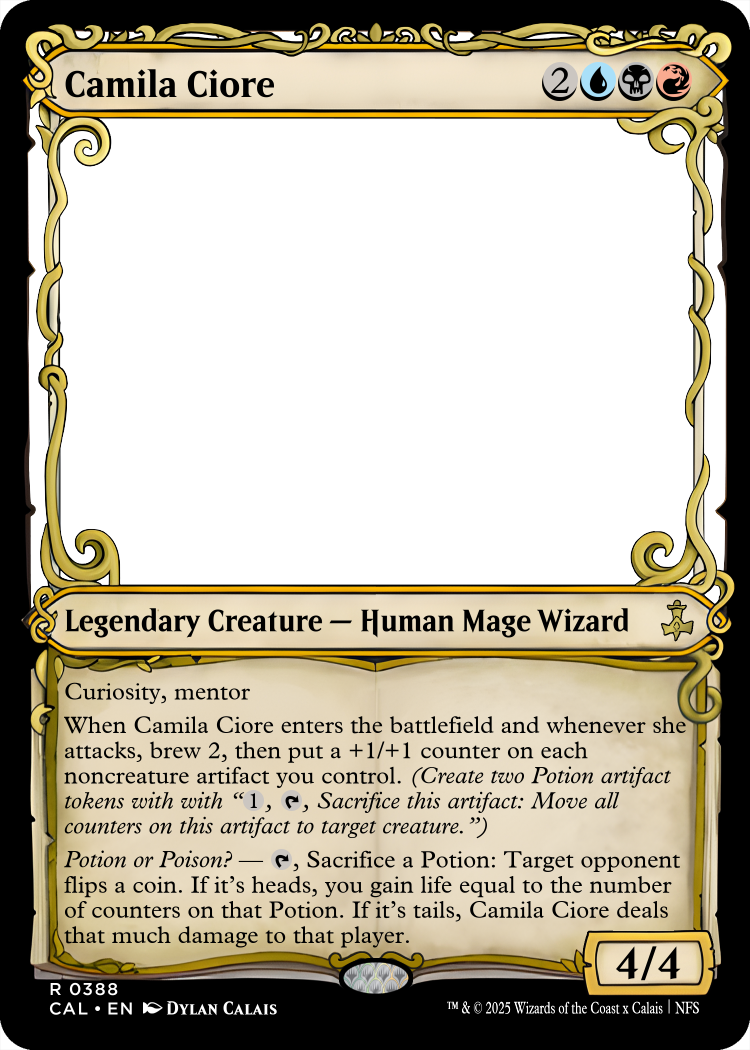 Camila Ciore 2
Legendary Creature — Human Mage Wizard
Curiosity, mentor
When Camila Ciore enters the battlefield and whenever she
attacks, brew 2, then put a +1/+1 counter on each
noncreature artifact you control. (Create two Potion artifact
tokens with with “1, , Sacrifice this artifact: Move all
counters on this artifact to target creature.”)
Potion or Poison? — , Sacrifice a Potion: Target opponent
flips a coin. If it’s heads, you gain life equal to the number
of counters on that Potion. If it’s tails, Camila Ciore deals
that much damage to that player.
4/4
R 0388
CAL • EN DYLAN CALAIS
™ & © 2025 Wizards of the Coast x Calais | NFS